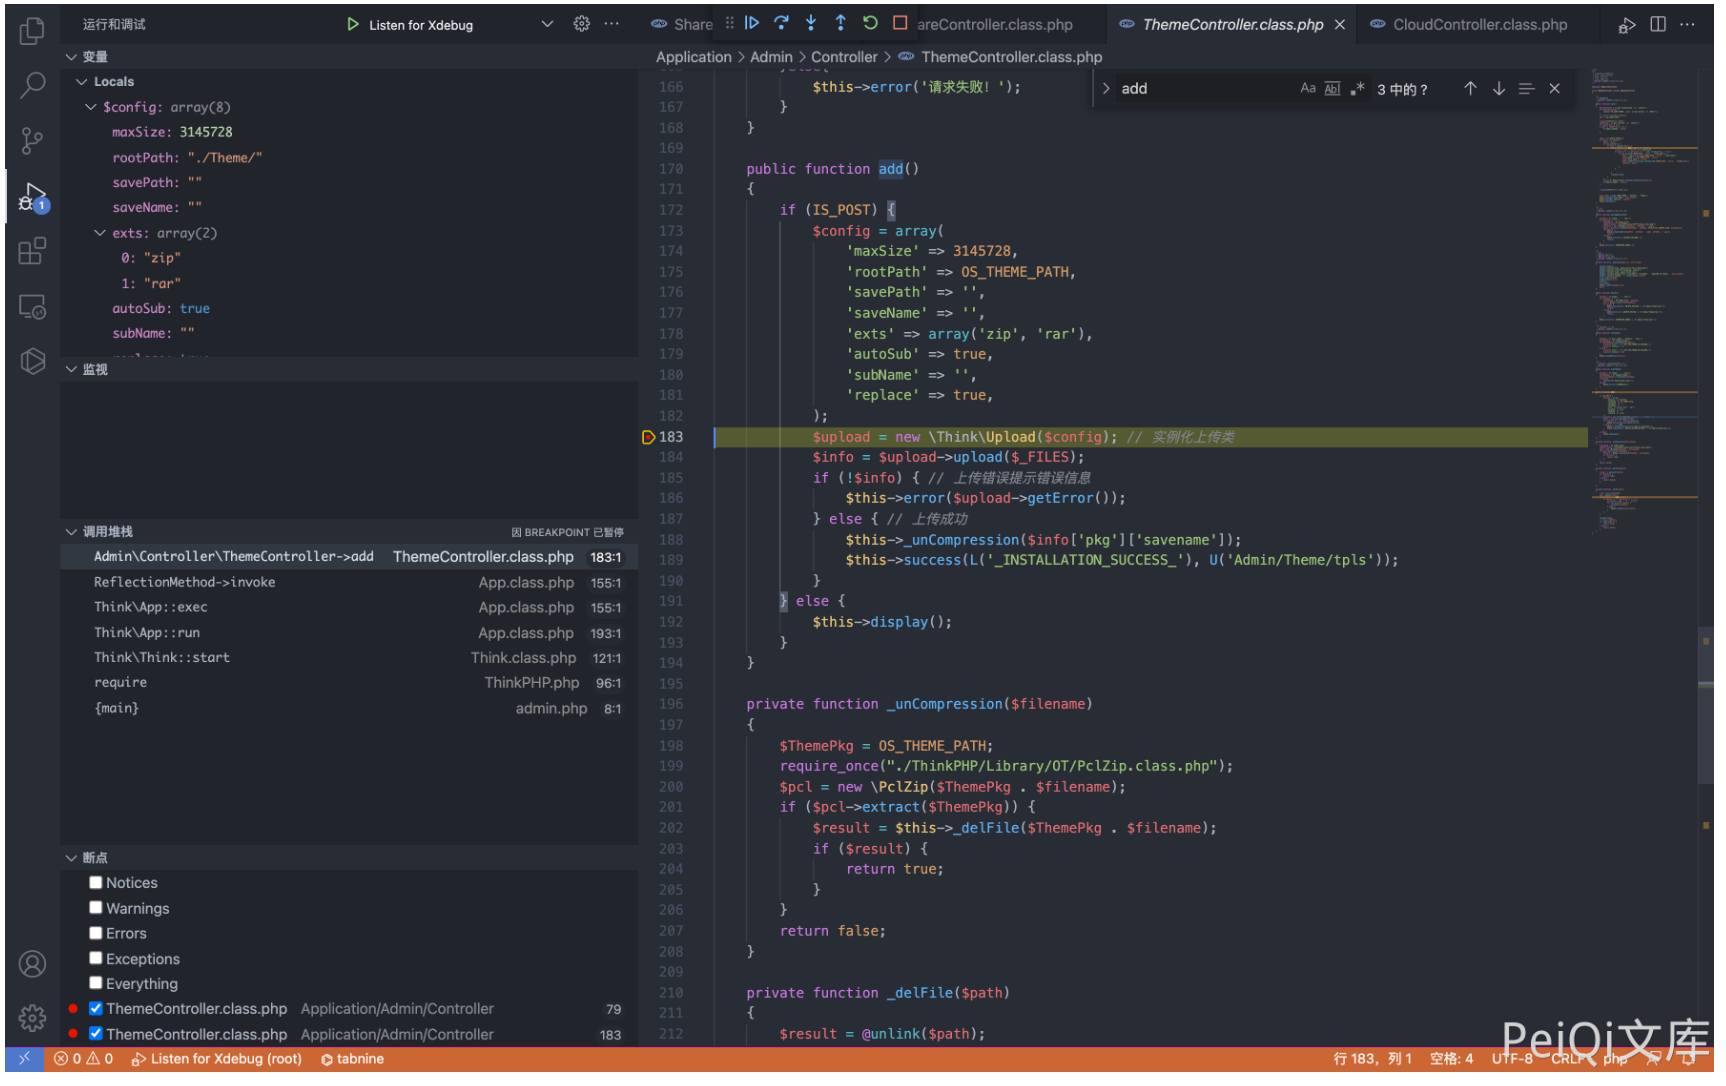 运行和调试
Listen for Xdebug
Share
areController.class.php
ThemeController.class.php
CloudController.class.php
变量
Locals
$config: array(8)
maxSize: 3145728
rootPath: "./Theme/"
savePath: ""
saveName: ""
exts: array(2)
0: "zip"
1: "rar"
autoSub: true
subName: ""
监视
调用堆栈
因 BREAKPOINT 已暂停
Admin\Controller\ThemeController->add ThemeController.class.php 183:1
ReflectionMethod->invoke App.class.php 155:1
Think\App::exec App.class.php 155:1
Think\App::run App.class.php 193:1
Think\Think::start Think.class.php 121:1
require ThinkPHP.php 96:1
{main} admin.php 8:1
断点
Notices
Warnings
Errors
Exceptions
Everything
ThemeController.class.php Application/Admin/Controller 79
ThemeController.class.php Application/Admin/Controller 183
Application > Admin > Controller > ThemeController.class.php
add
Aa Abl .* 3 中的 ?
166 $this->error('请求失败! ');
167 }
168 }
169
170 public function add()
171 {
172 if (IS_POST) {
173 $config = array(
174 'maxSize' => 3145728,
175 'rootPath' => OS_THEME_PATH,
176 'savePath' => '',
177 'saveName' => '',
178 'exts' => array('zip', 'rar'),
179 'autoSub' => true,
180 'subName' => '',
181 'replace' => true,
182 );
183 $upload = new \Think\Upload($config); // 实例化上传类
184 $info = $upload->upload($_FILES);
185 if (!$info) { // 上传错误提示错误信息
186 $this->error($upload->getError());
187 } else { // 上传成功
188 $this->_unCompression($info['pkg']['savename']);
189 $this->success(L('_INSTALLATION_SUCCESS_'), U('Admin/Theme/tpls'));
190 }
191 } else {
192 $this->display();
193 }
194 }
195
196 private function _unCompression($filename)
197 {
198 $ThemePkg = OS_THEME_PATH;
199 require_once("./ThinkPHP/Library/OT/PclZip.class.php");
200 $pcl = new \PclZip($ThemePkg . $filename);
201 if ($pcl->extract($ThemePkg)) {
202 $result = $this->_delFile($ThemePkg . $filename);
203 if ($result) {
204 return true;
205 }
206 }
207 return false;
208 }
209
210 private function _delFile($path)
211 {
212 $result = @unlink($path);
PeiQi文库
0 0 Listen for Xdebug (root) tabnine
行 183, 列 1 空格: 4 UTF-8 CRLF php